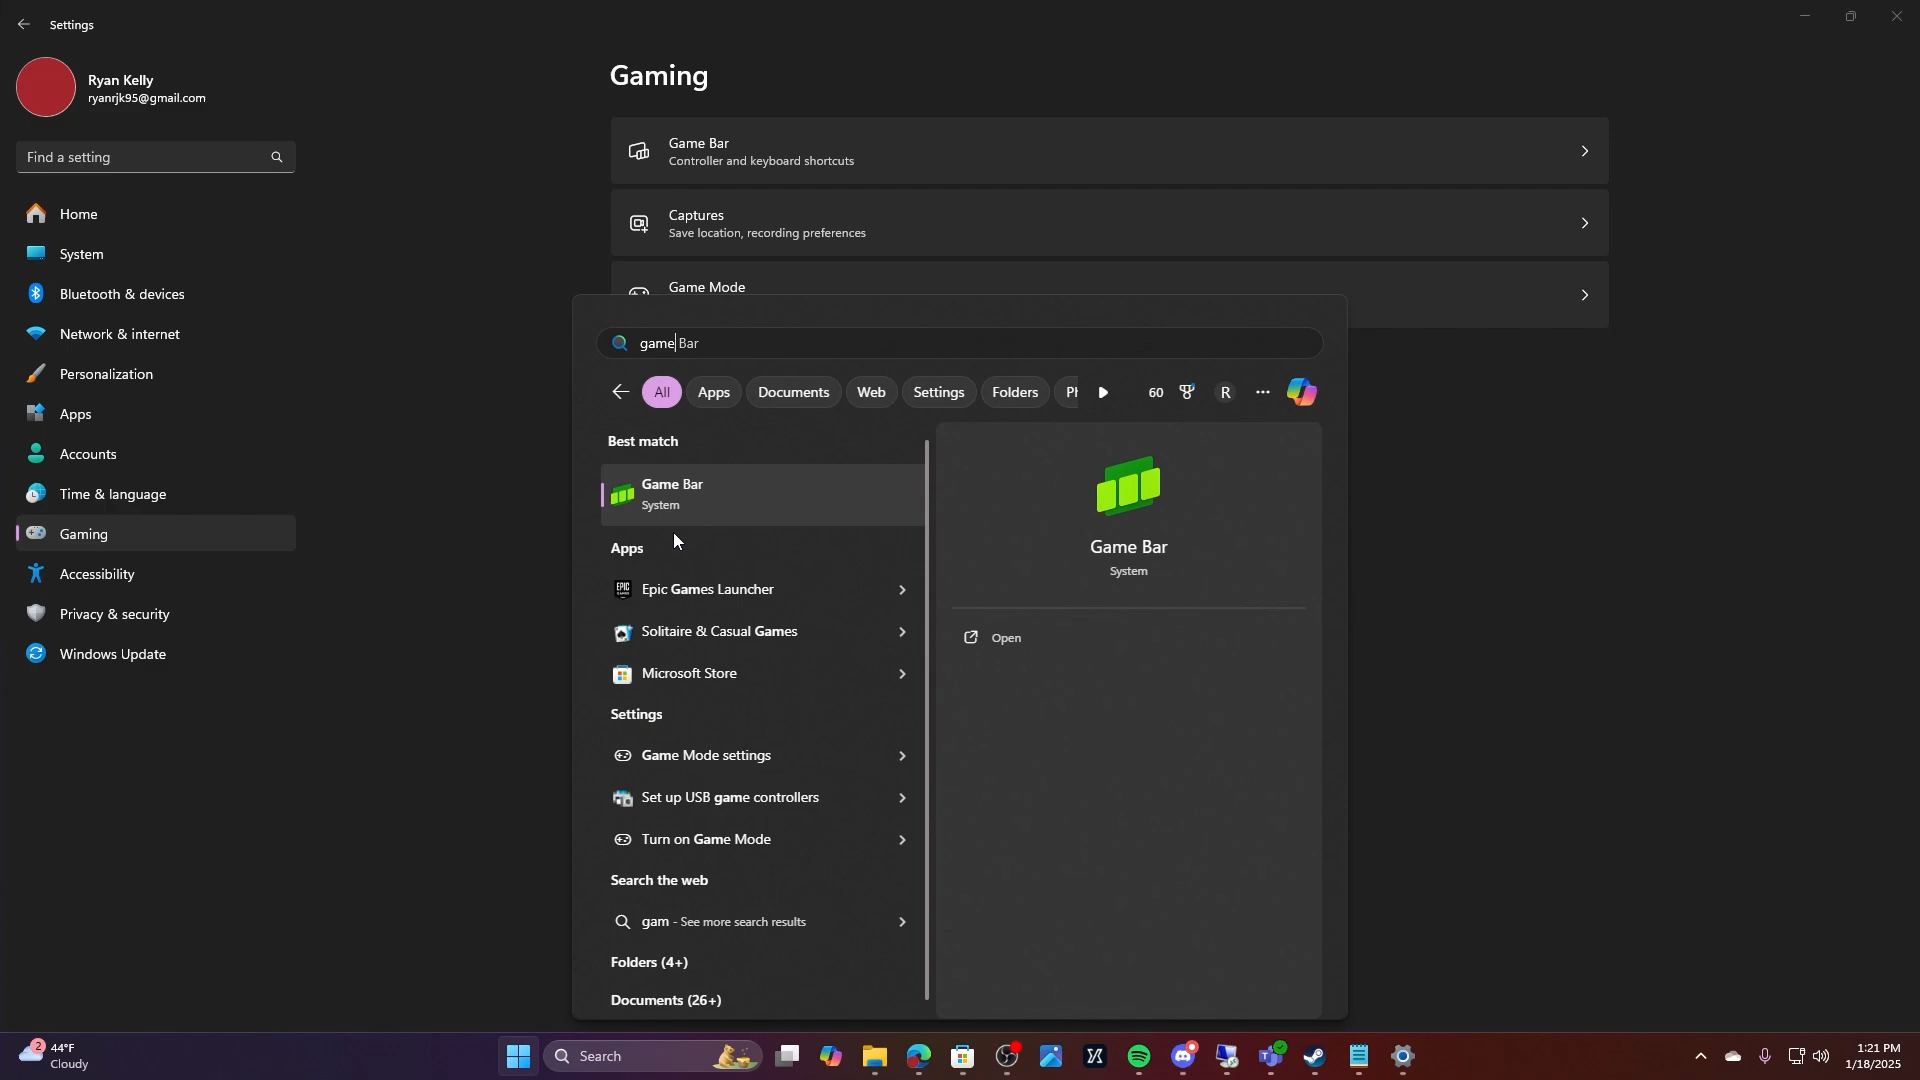 Settings
Ryan Kelly
ryanrjk95@gmail.com
Find a setting
Home
System
Bluetooth & devices
Network & internet
Personalization
Apps
Accounts
Time & language
Gaming
Accessibility
Privacy & security
Windows Update
Gaming
Game Bar
Controller and keyboard shortcuts
Captures
Save location, recording preferences
Game Mode
game Bar
All Apps Documents Web Settings Folders Ph 60 R
Best match
Game Bar
System
Apps
Epic Games Launcher
Solitaire & Casual Games
Microsoft Store
Settings
Game Mode settings
Set up USB game controllers
Turn on Game Mode
Search the web
gam - See more search results
Folders (4+)
Documents (26+)
Game Bar
System
Open
2
44°F
Cloudy
Search
1:21 PM
1/18/2025